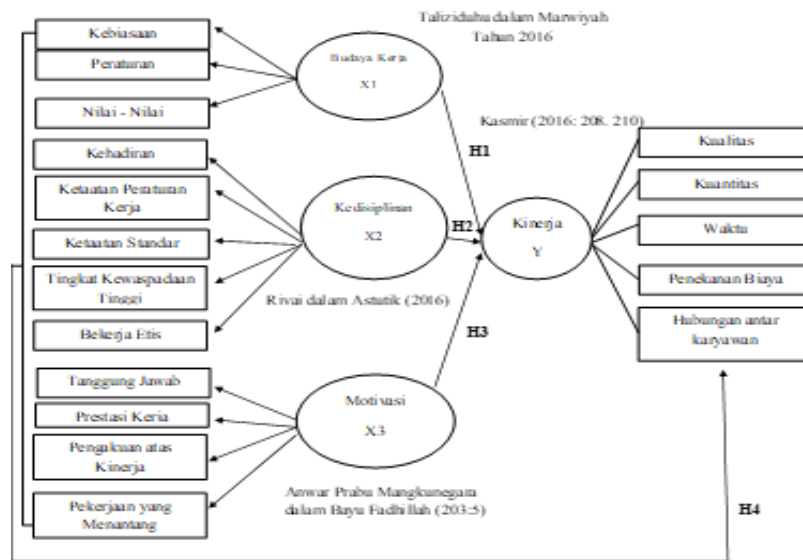 Taliziduhu dalam Marwiyah
Tahun 2016
Kebiasaan
Peraturan
Nilai - Nilai
Budaya Kerja
X1
Kasmir (2016: 208. 210)
H1
Kehadiran
Ketaatan Peraturan
Kerja
Ketaatan Standar
Tingkat Kewaspadaan
Tinggi
Bekerja Etis
Kedisiplinan
X2
H2
Rivai dalam Astutik (2016)
Kinerja
Y
Kualitas
Kuantitas
Waktu
Penekanan Biaya
Hubungan antar
karyawan
H3
Tanggung Jawab
Prestasi Kerja
Pengakuan atas
Kinerja
Pekerjaan yang
Menantang
Motivasi
X3
Anwar Prabu Mangkunegara
dalam Bayu Fadhillah (203:5)
H4